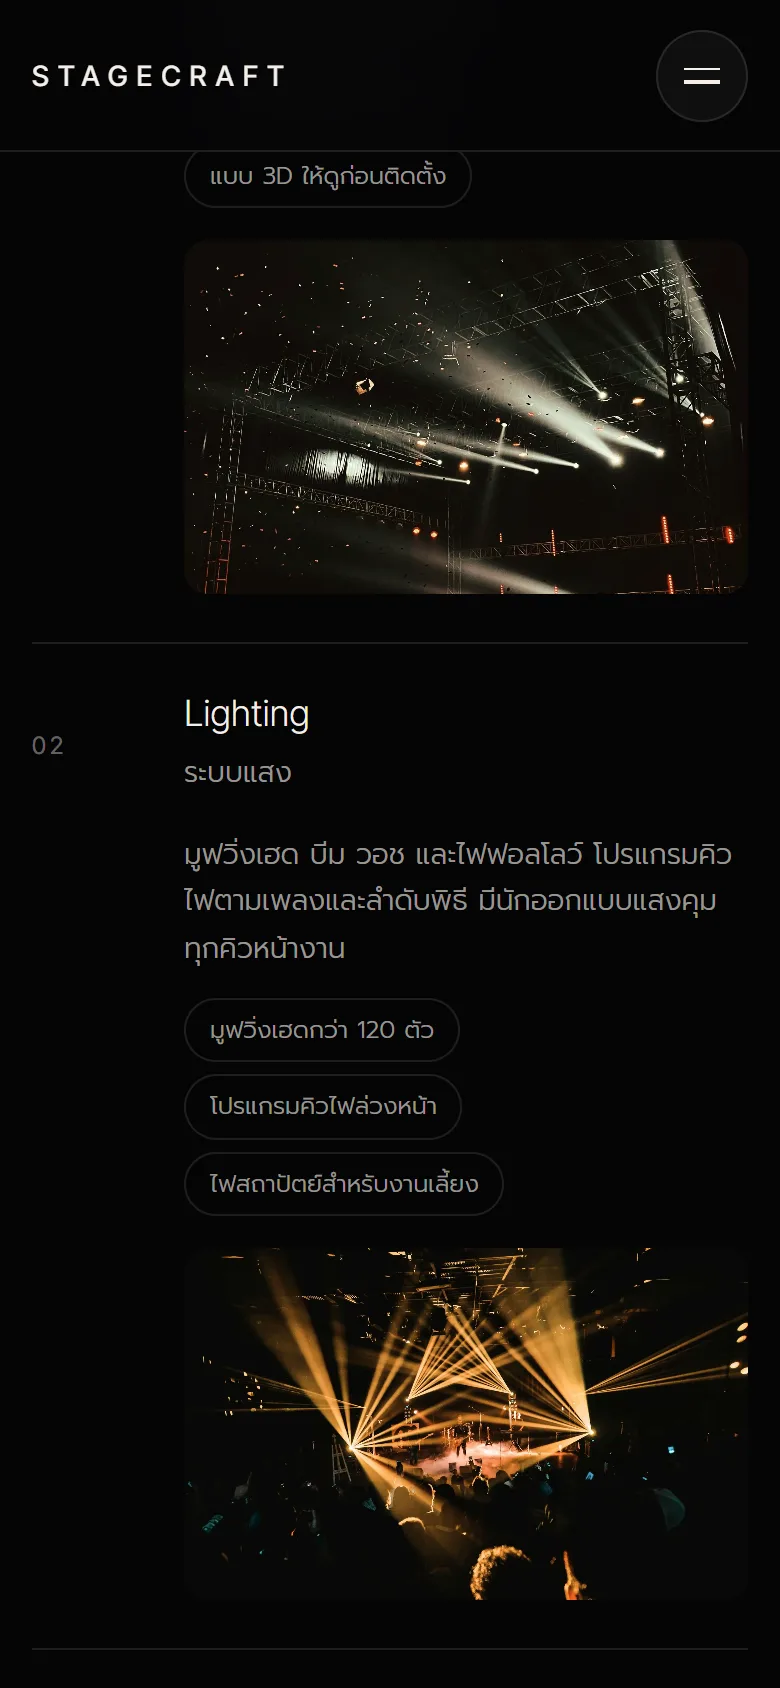 STAGECRAFT
แบบ 3D ให้ดูก่อนติดตั้ง
02
Lighting
ระบบแสง
มูฟวิ่งเฮด บีม วอช และไฟฟอลโลว์ โปรแกรมคิว
ไฟตามเพลงและลำดับพิธี มีนักออกแบบแสงคุม
ทุกคิวหน้างาน
มูฟวิ่งเฮดกว่า 120 ตัว
โปรแกรมคิวไฟล่วงหน้า
ไฟสถาปัตย์สำหรับงานเลี้ยง